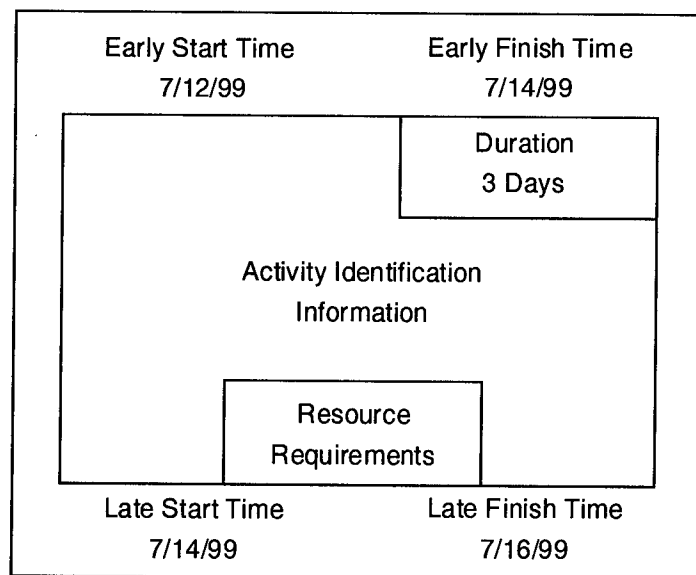 Early Start Time
7/12/99
Early Finish Time
7/14/99
Duration
3 Days
Activity Identification
Information
Resource
Requirements
Late Start Time
7/14/99
Late Finish Time
7/16/99